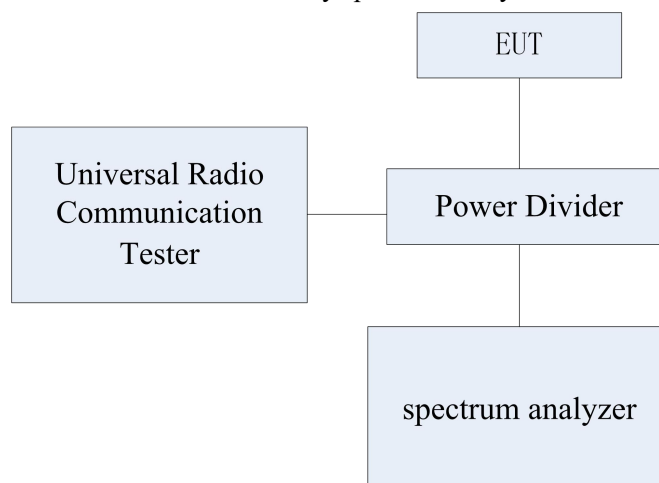 EUT
Universal Radio
Communication
Tester
Power Divider
spectrum analyzer